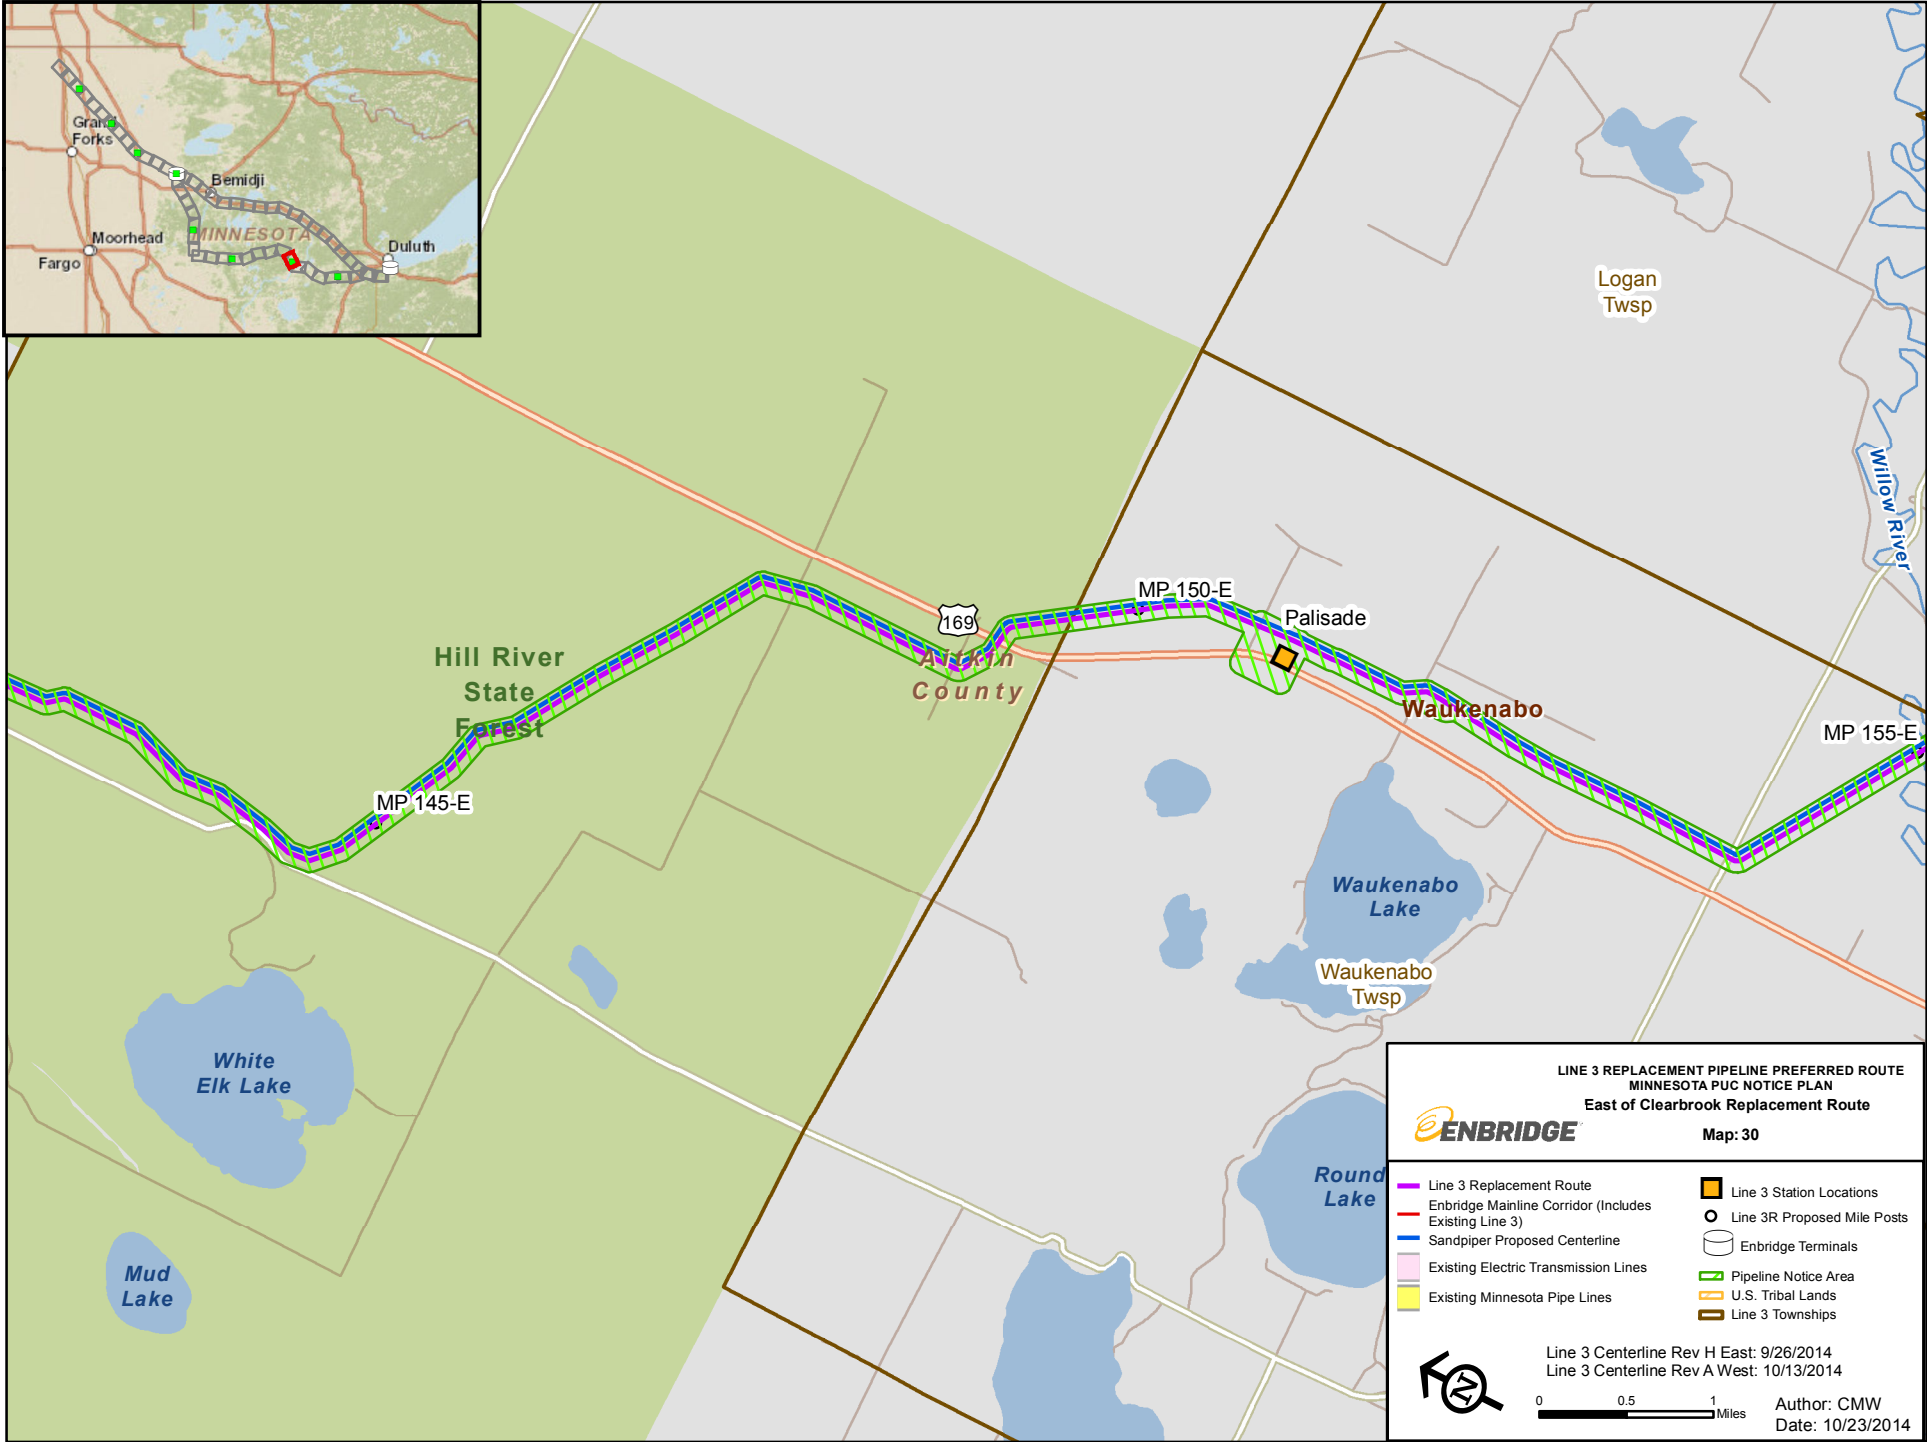 Grand
Forks
Bemidji
MINNESOTA
Moorhead
Fargo
Duluth
Logan
Twsp
Willow River
169
MP 150-E
Palisade
Hill River
State
Forest
Aitkin
County
Waukenabo
MP 155-E
MP 145-E
Waukenabo
Lake
Waukenabo
Twsp
White
Elk Lake
Round
Lake
Mud
Lake
LINE 3 REPLACEMENT PIPELINE PREFERRED ROUTE
MINNESOTA PUC NOTICE PLAN
East of Clearbrook Replacement Route
ENBRIDGE
Map: 30
Line 3 Replacement Route
Enbridge Mainline Corridor (Includes
Existing Line 3)
Sandpiper Proposed Centerline
Existing Electric Transmission Lines
Existing Minnesota Pipe Lines
Line 3 Station Locations
Line 3R Proposed Mile Posts
Enbridge Terminals
Pipeline Notice Area
U.S. Tribal Lands
Line 3 Townships
Line 3 Centerline Rev H East: 9/26/2014
Line 3 Centerline Rev A West: 10/13/2014
N
0 0.5 1
Miles
Author: CMW
Date: 10/23/2014